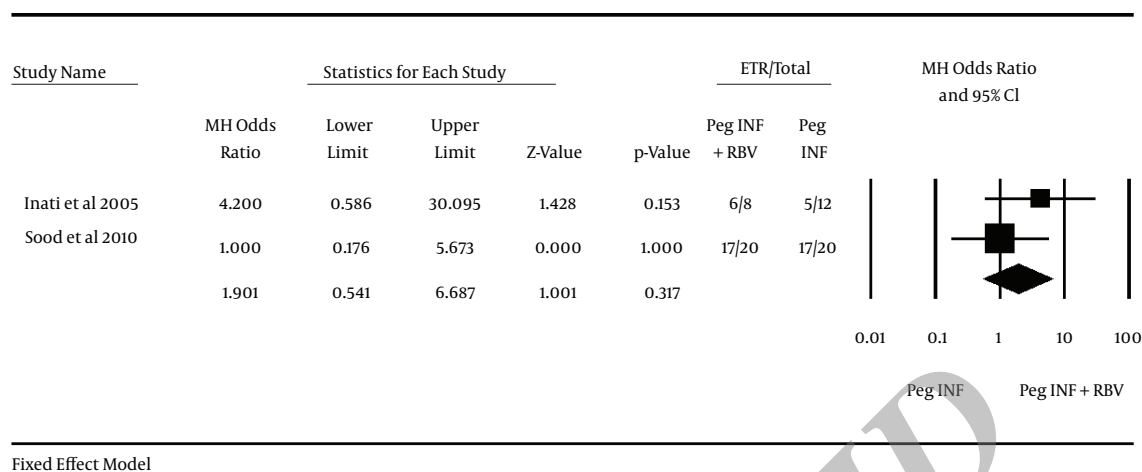 Study Name Statistics for Each Study ETR/Total MH Odds Ratio
and 95% Cl
MH Odds Lower Upper Peg INF Peg
Ratio Limit Limit Z-Value p-Value + RBV INF
Inati et al 2005 4.200 0.586 30.095 1.428 0.153 6/8 5/12
Sood et al 2010 1.000 0.176 5.673 0.000 1.000 17/20 17/20
1.901 0.541 6.687 1.001 0.317
0.01 0.1 1 10 100
Peg INF Peg INF + RBV
Fixed Effect Model